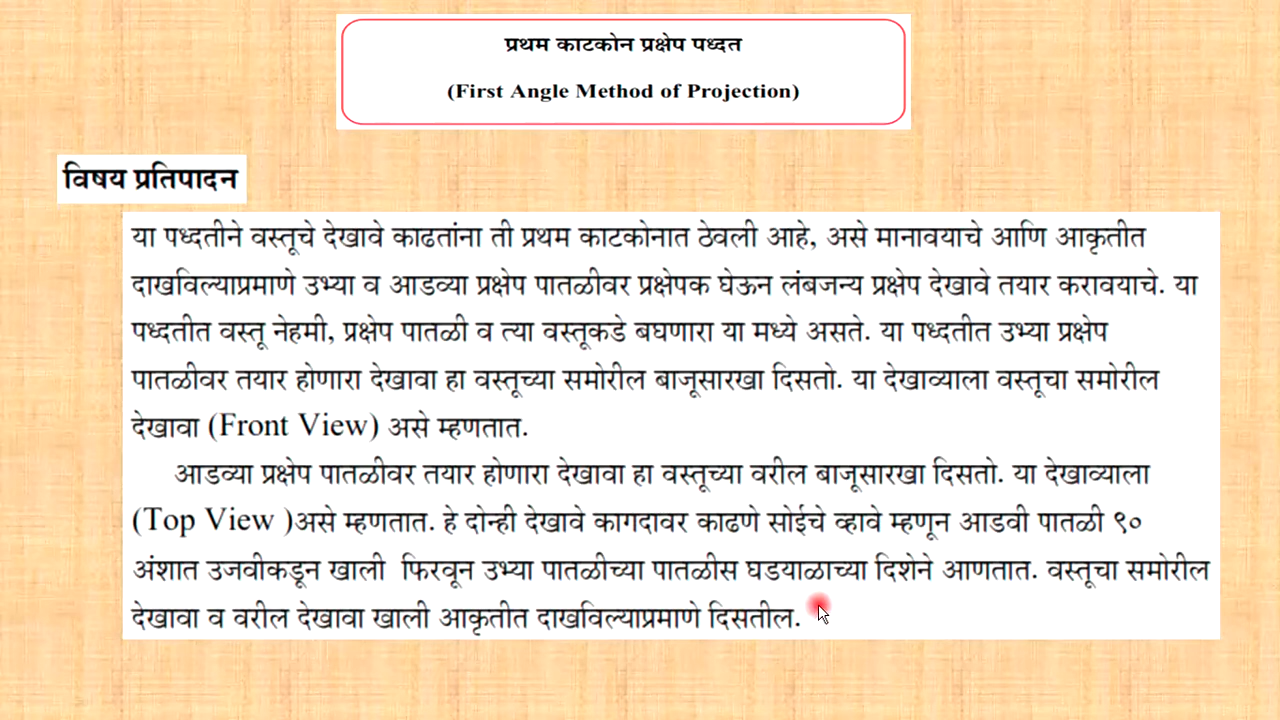 प्रथम काटकोन प्रक्षेप पध्दत
(First Angle Method of Projection)
विषय प्रतिपादन
या पध्दतीने वस्तूचे देखावे काढतांना ती प्रथम काटकोनात ठेवली आहे, असे मानावयाचे आणि आकृतीत
दाखविल्याप्रमाणे उभ्या व आडव्या प्रक्षेप पातळीवर प्रक्षेपक घेऊन लंबजन्य प्रक्षेप देखावे तयार करावयाचे. या
पध्दतीत वस्तू नेहमी, प्रक्षेप पातळी व त्या वस्तूकडे बघणारा या मध्ये असते. या पध्दतीत उभ्या प्रक्षेप
पातळीवर तयार होणारा देखावा हा वस्तूच्या समोरील बाजूसारखा दिसतो. या देखाव्याला वस्तूचा समोरील
देखावा (Front View) असे म्हणतात.
आडव्या प्रक्षेप पातळीवर तयार होणारा देखावा हा वस्तूच्या वरील बाजूसारखा दिसतो. या देखाव्याला
(Top View )असे म्हणतात. हे दोन्ही देखावे कागदावर काढणे सोईचे व्हावे म्हणून आडवी पातळी ९०
अंशात उजवीकडून खाली फिरवून उभ्या पातळीच्या पातळीस घडयाळाच्या दिशेने आणतात. वस्तूचा समोरील
देखावा व वरील देखावा खाली आकृतीत दाखविल्याप्रमाणे दिसतील.